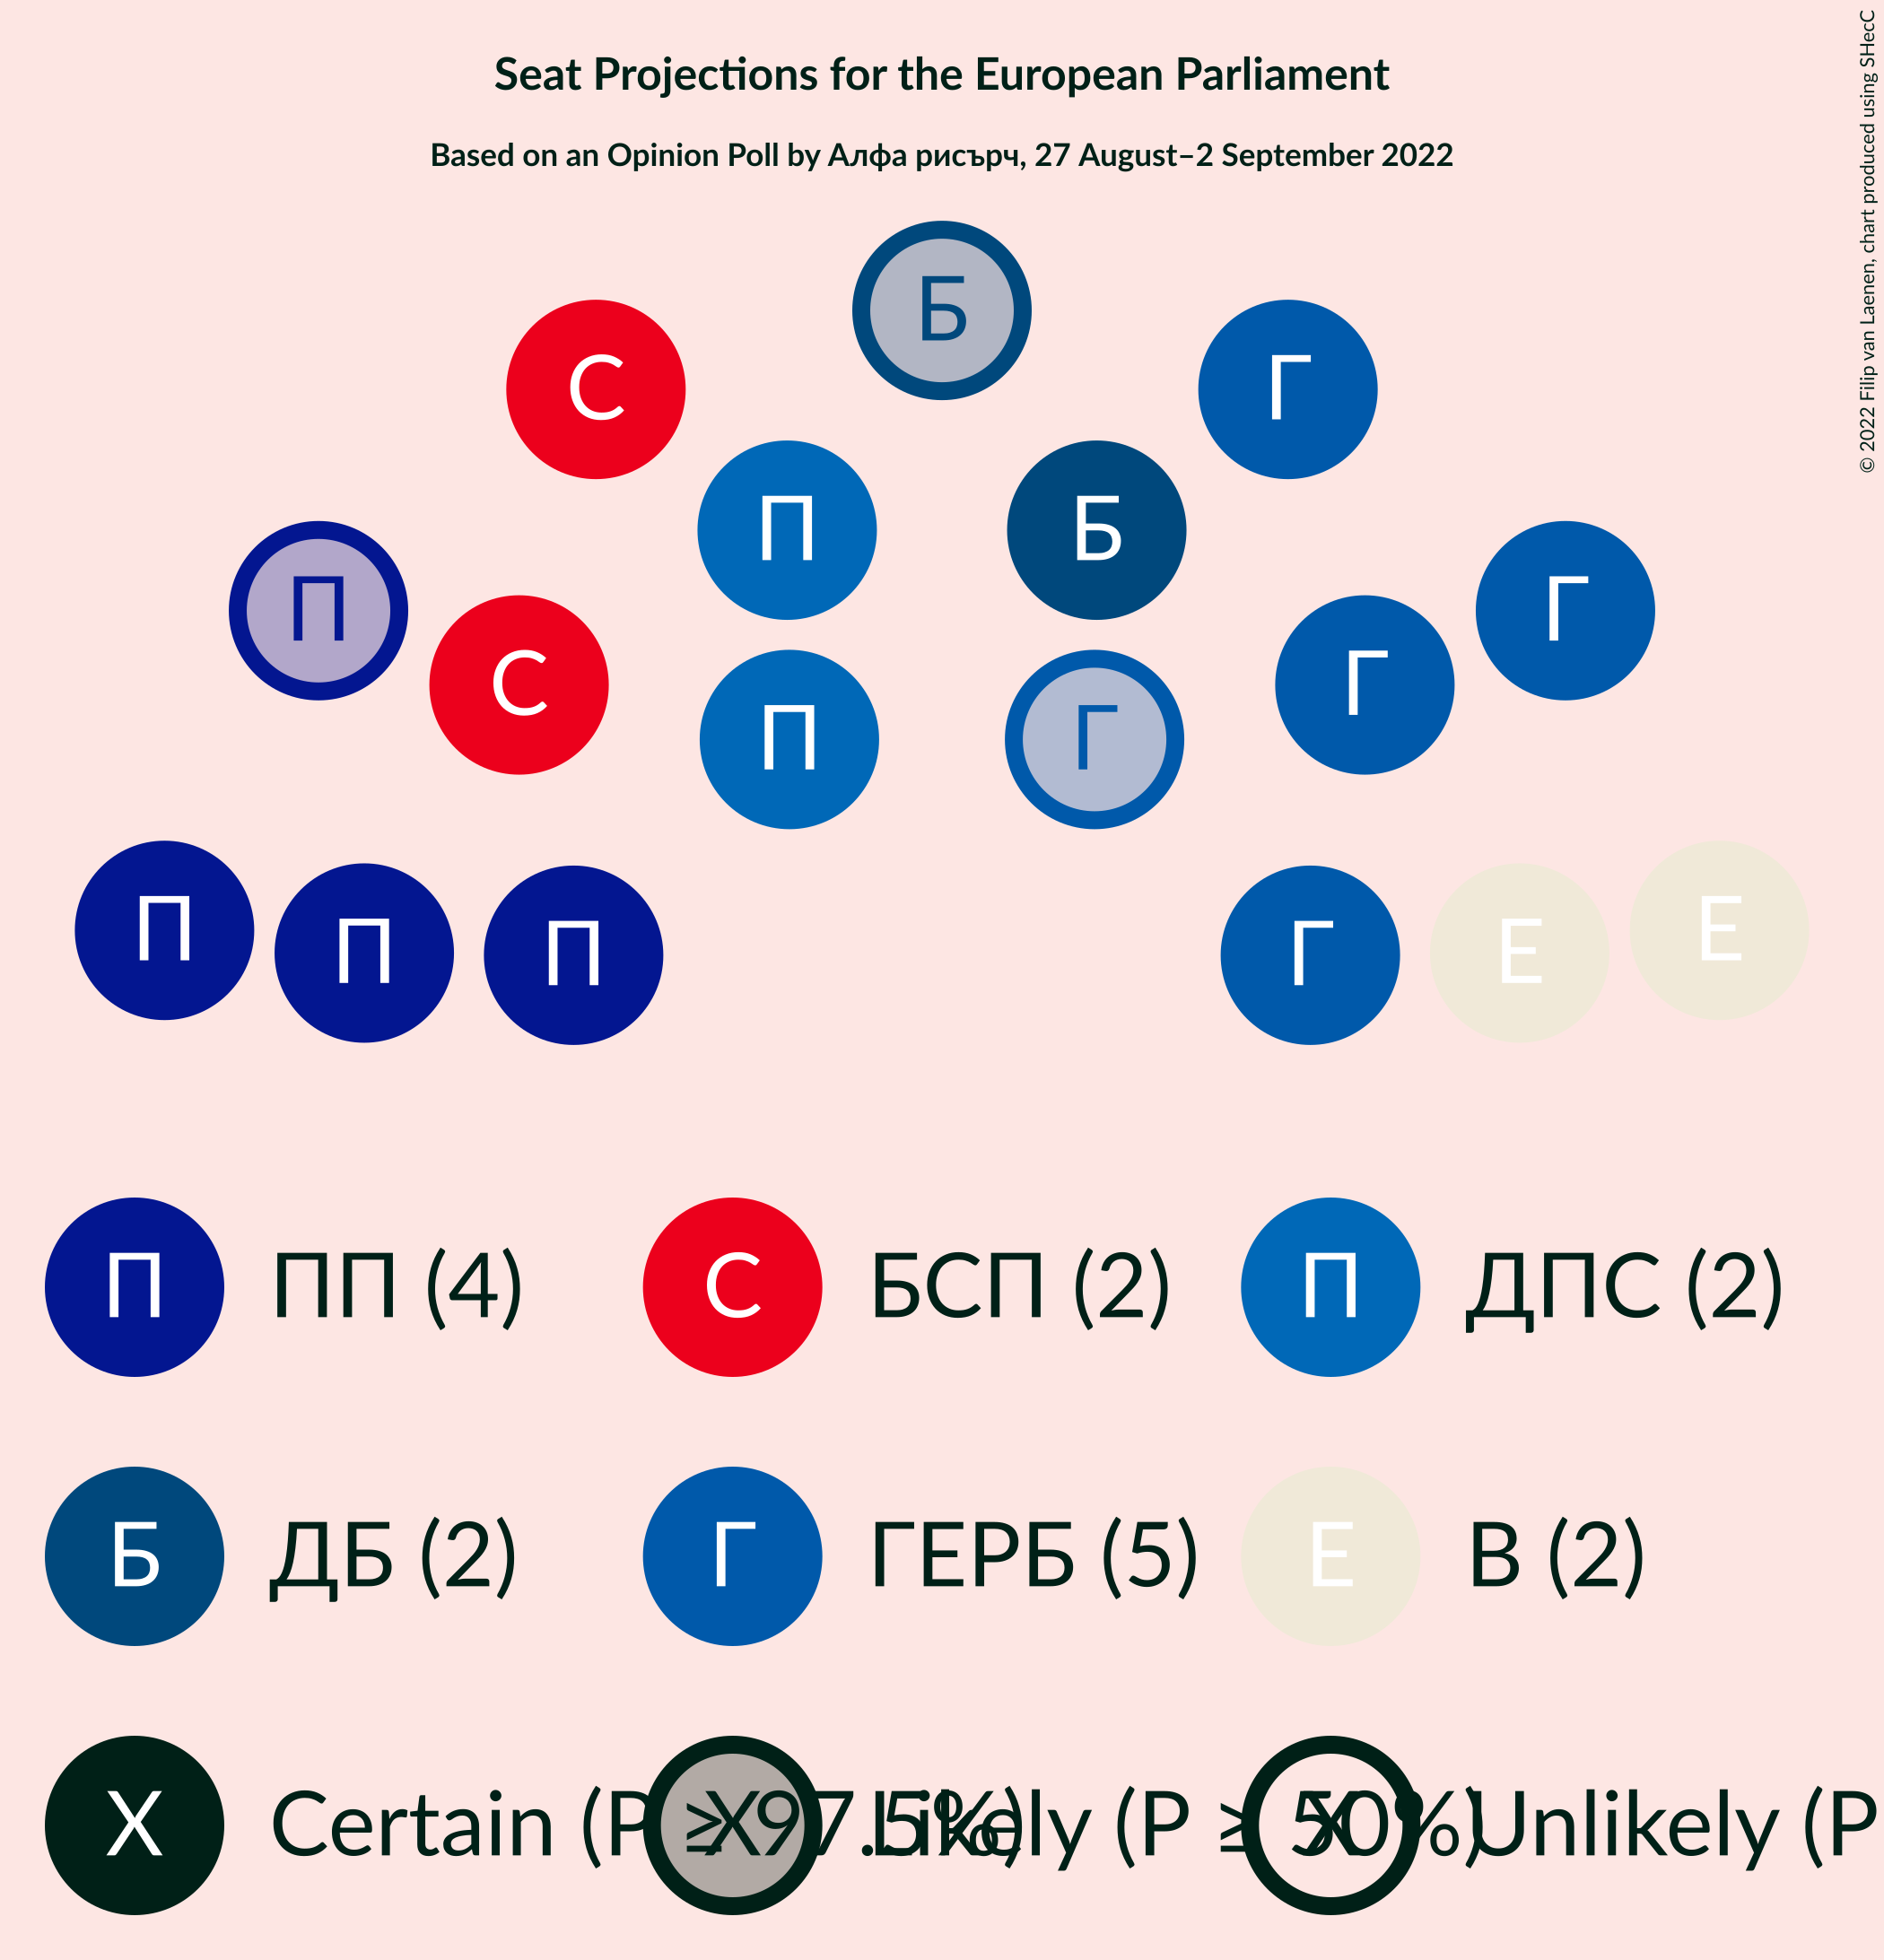 Seat Projections for the European Parliament
Based on an Opinion Poll by Алфа рисърч, 27 August–2 September 2022
© 2022 Filip van Laenen, chart produced using SHecC
Б
С
Г
П
Б
П
Г
С
Г
П
Г
П
П
П
Г
Е
Е
П ПП (4) С БСП (2) П ДПС (2)
Б ДБ (2) Г ГЕРБ (5) Е В (2)
X Certain (P ≥ 97.5%) X Likely (P ≥ 50%) X Unlikely (P